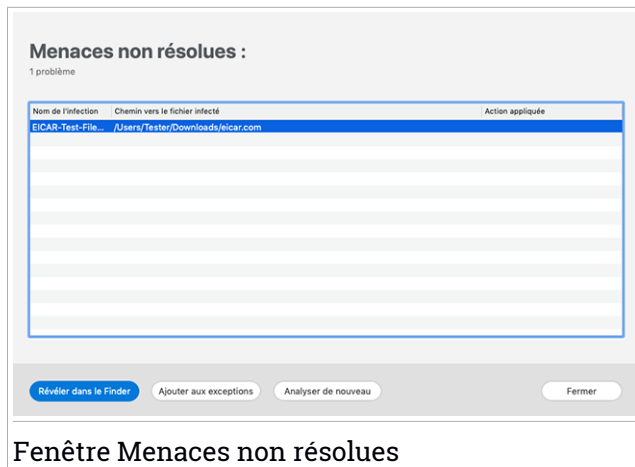 Menaces non résolues :
1 problème
Nom de l'infection Chemin vers le fichier infecté Action appliquée
EICAR-Test-File... /Users/Tester/Downloads/eicar.com
Révéler dans le Finder Ajouter aux exceptions Analyser de nouveau Fermer
Fenêtre Menaces non résolues